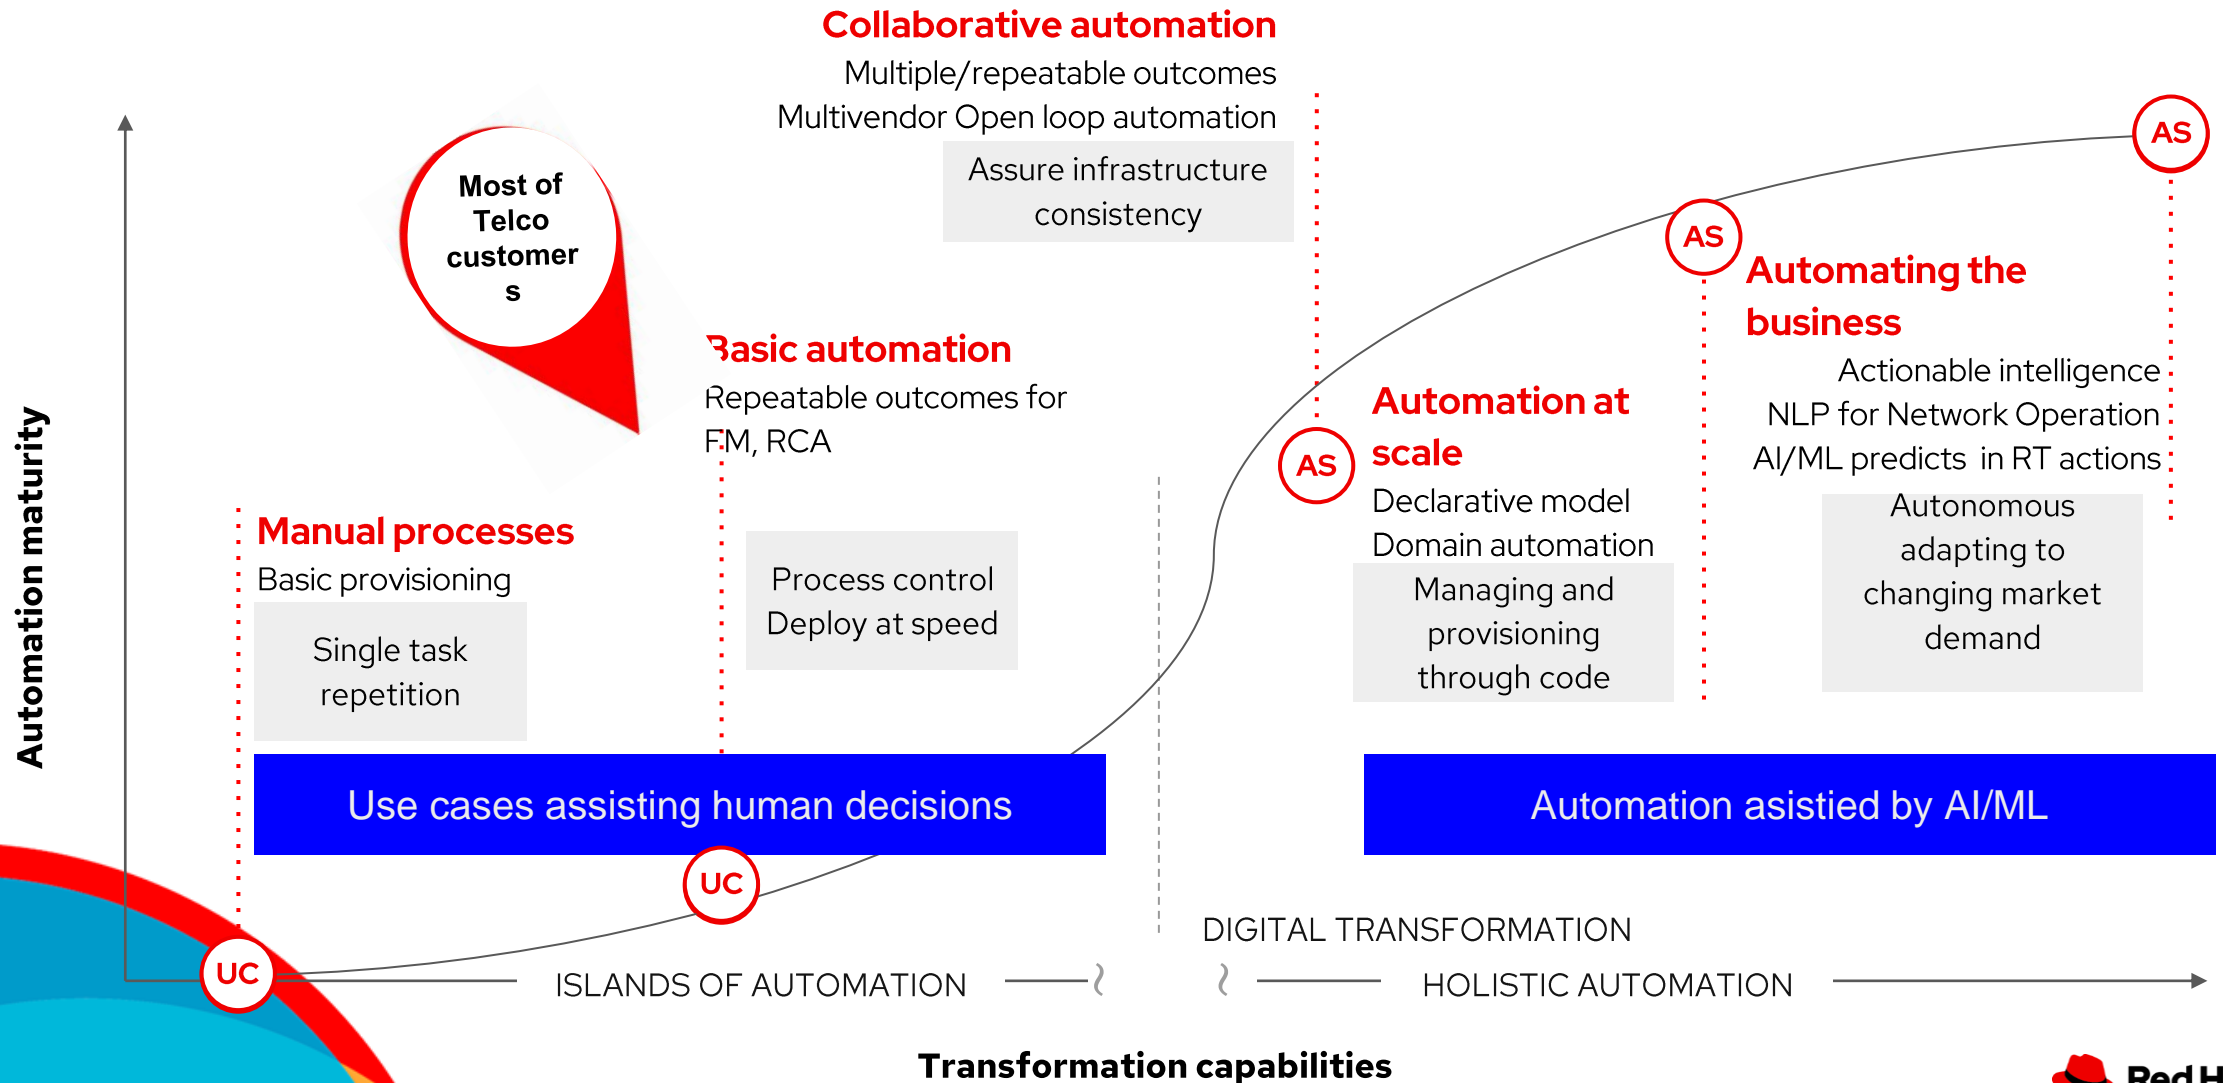 Collaborative automation
Multiple/repeatable outcomes
Multivendor Open loop automation
Assure infrastructure
consistency
Most of
Telco
customer
s
Basic automation
Repeatable outcomes for
FM, RCA
Process control
Deploy at speed
Manual processes
Basic provisioning
Single task
repetition
AS
AS
AS
Automating the
business
Actionable intelligence
NLP for Network Operation
AI/ML predicts in RT actions
Autonomous
adapting to
changing market
demand
Automation at
scale
Declarative model
Domain automation
Managing and
provisioning
through code
Automation maturity
Use cases assisting human decisions
Automation asistied by AI/ML
UC
UC
DIGITAL TRANSFORMATION
ISLANDS OF AUTOMATION
HOLISTIC AUTOMATION
Transformation capabilities
Red H